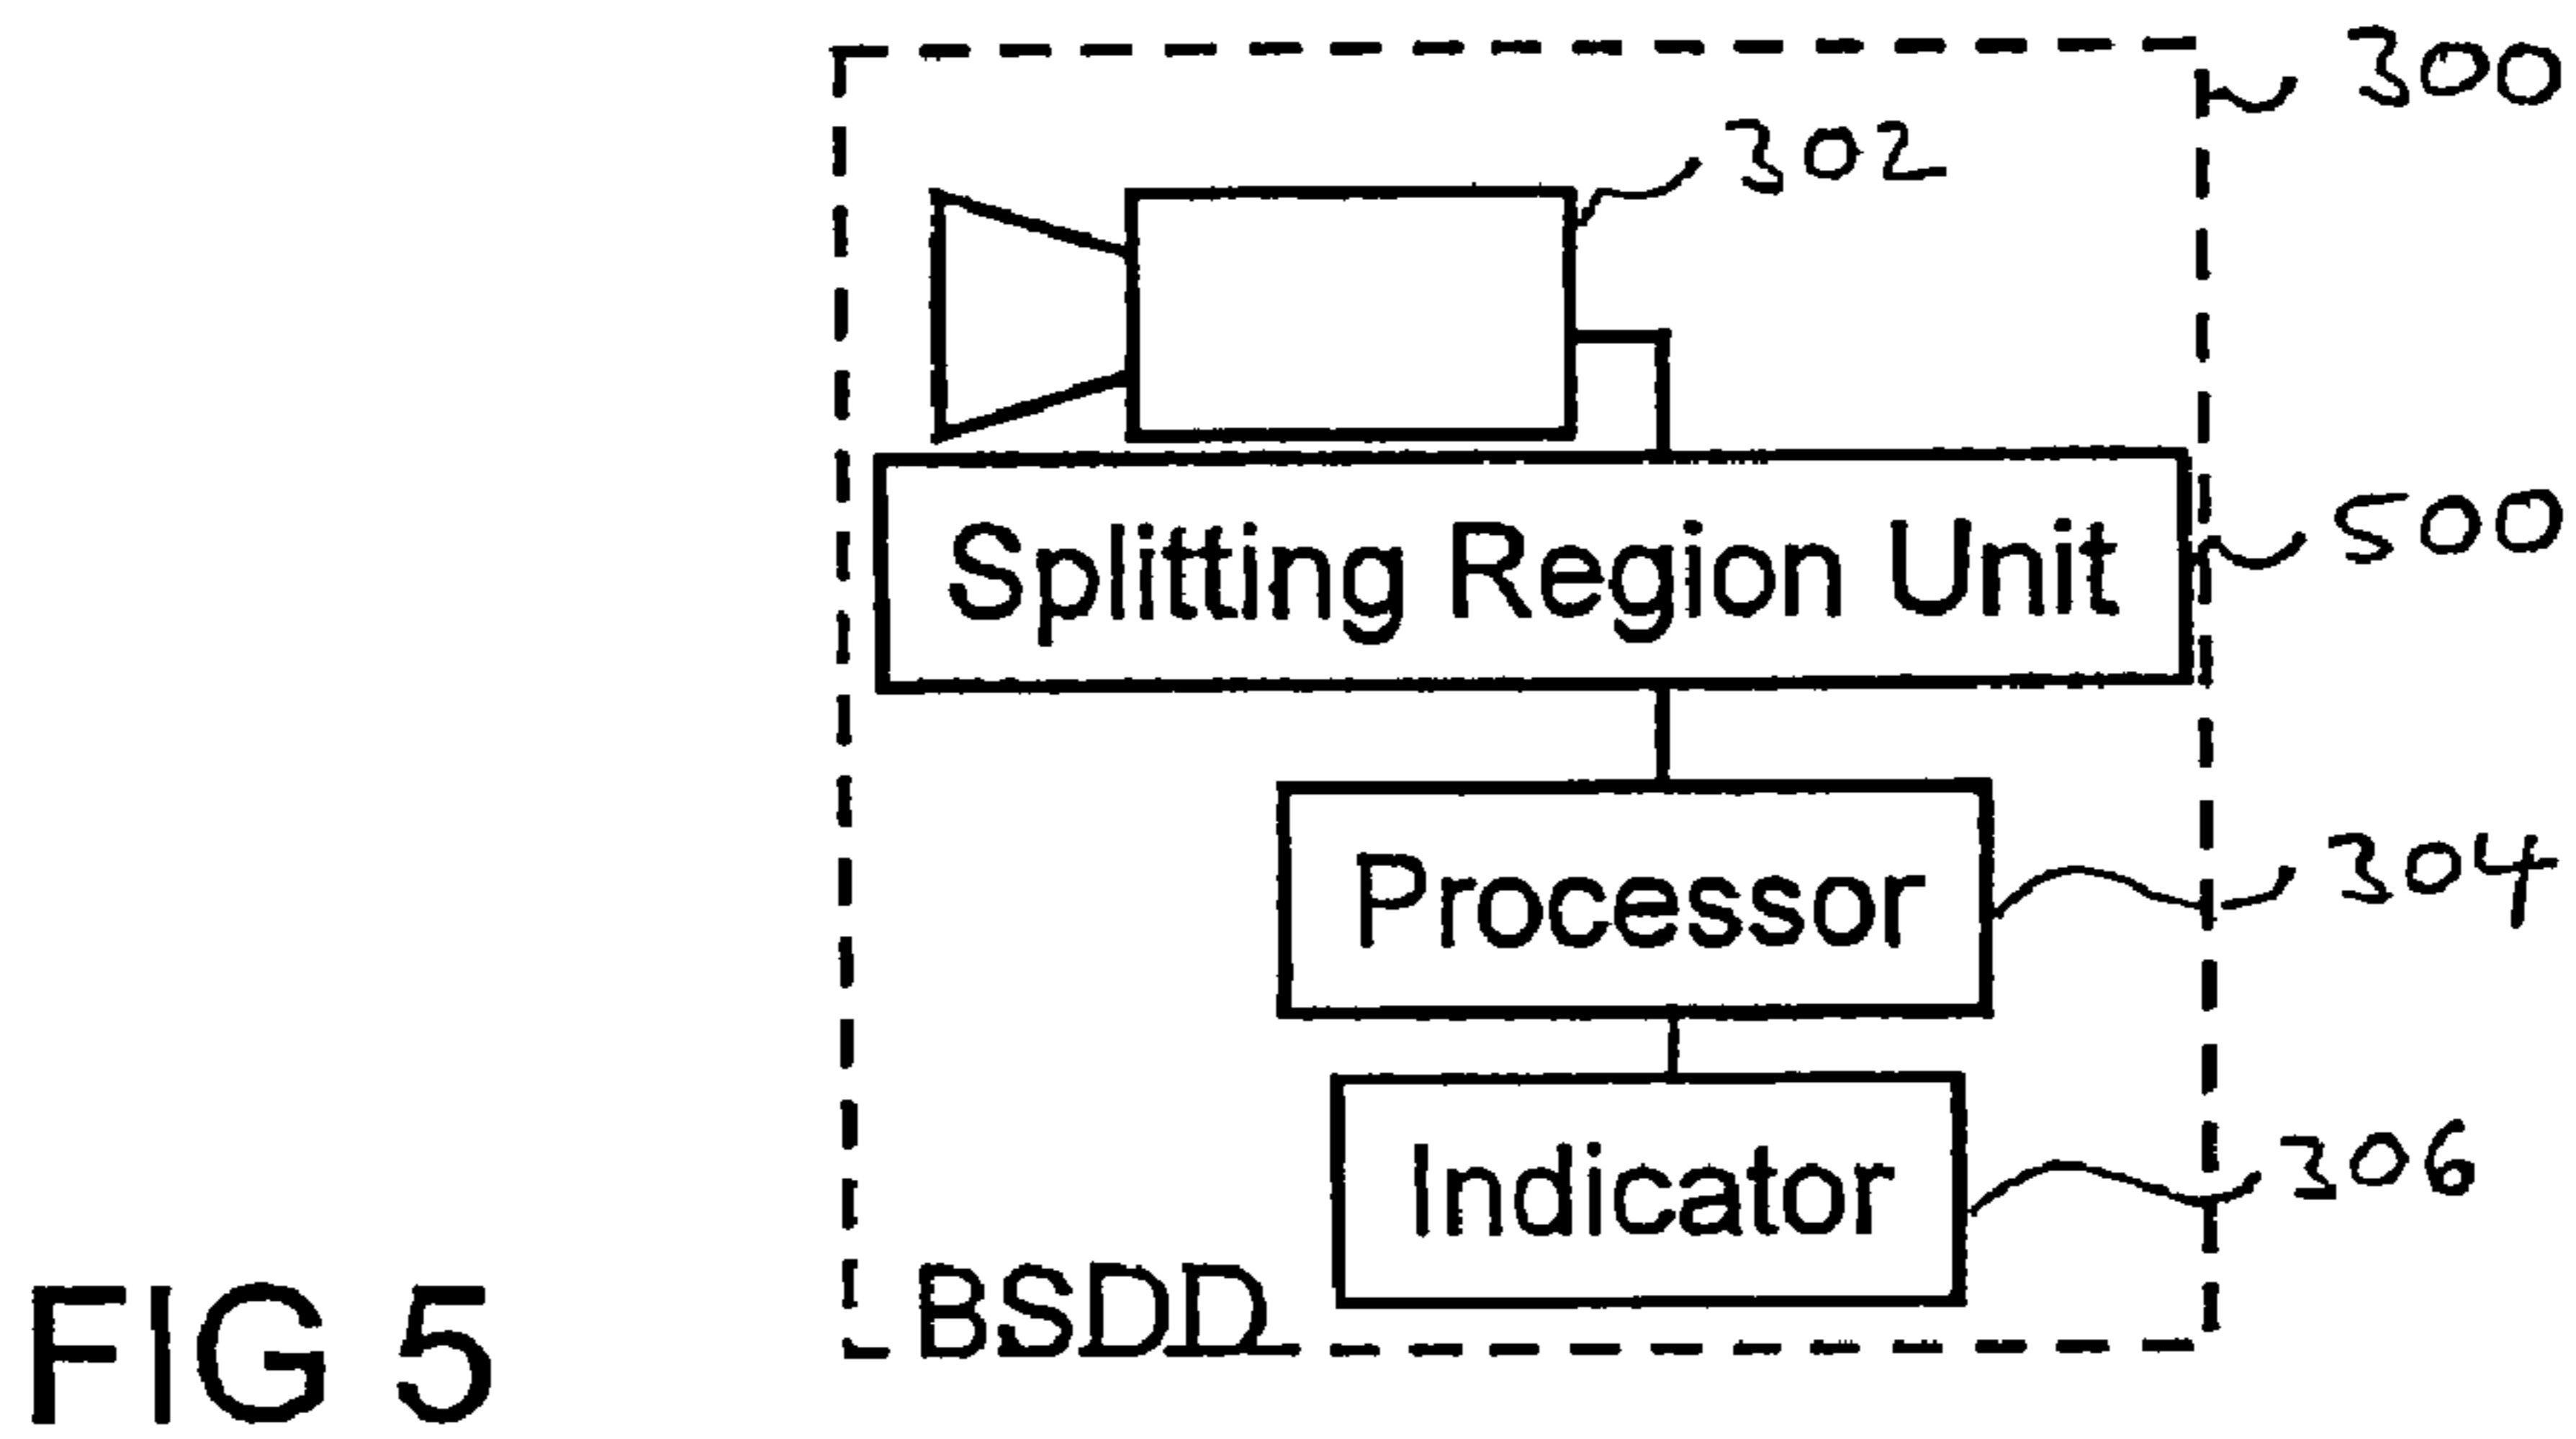 300
302
Splitting Region Unit
500
Processor
304
Indicator
306
BSDD
FIG 5